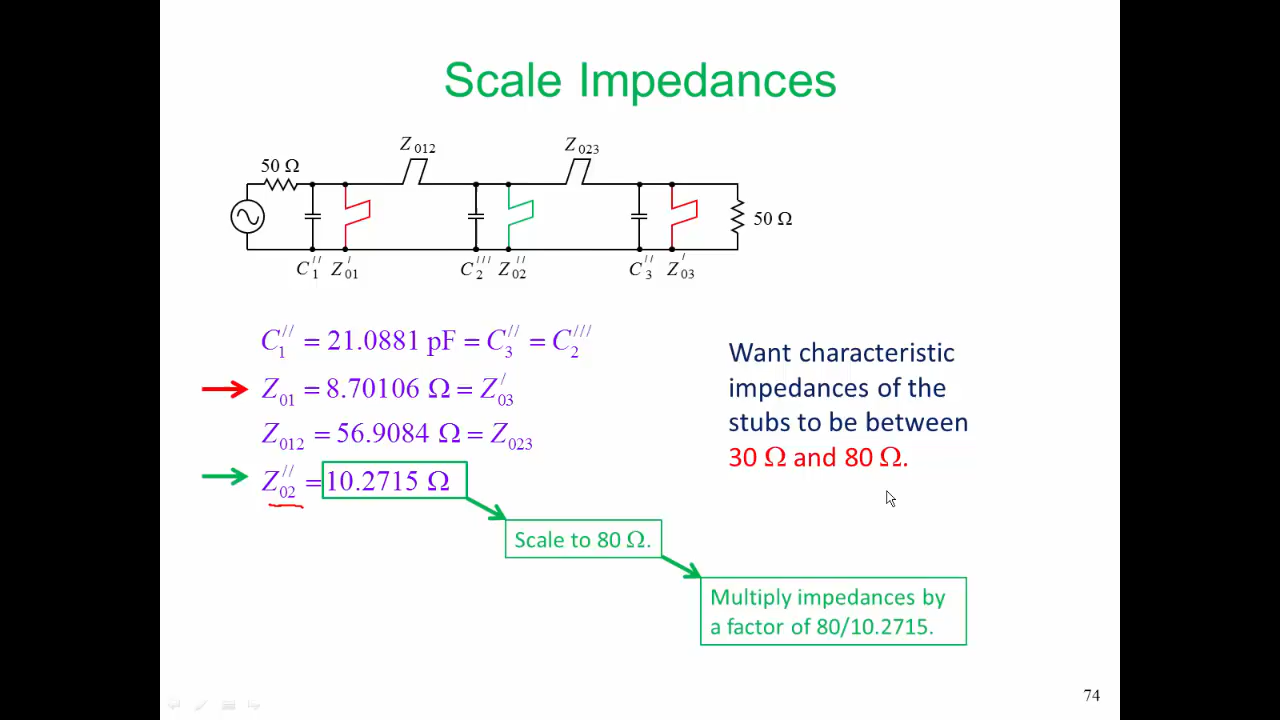 Scale Impedances
Z012 Z023
50 Ω
50 Ω
C1// Z01/ C2/// Z02// C3// Z03/
C1// = 21.0881 pF = C3// = C2///
Z01 = 8.70106 Ω = Z03/
Z012 = 56.9084 Ω = Z023
Z02// = 10.2715 Ω
Want characteristic
impedances of the
stubs to be between
30 Ω and 80 Ω.
Scale to 80 Ω.
Multiply impedances by
a factor of 80/10.2715.
74